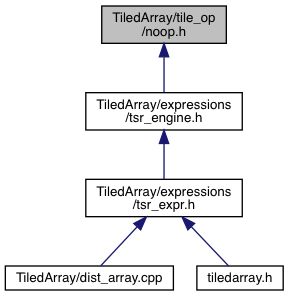 TiledArray/tile_op
/noop.h
TiledArray/expressions
/tsr_engine.h
TiledArray/expressions
/tsr_expr.h
TiledArray/dist_array.cpp
tiledarray.h